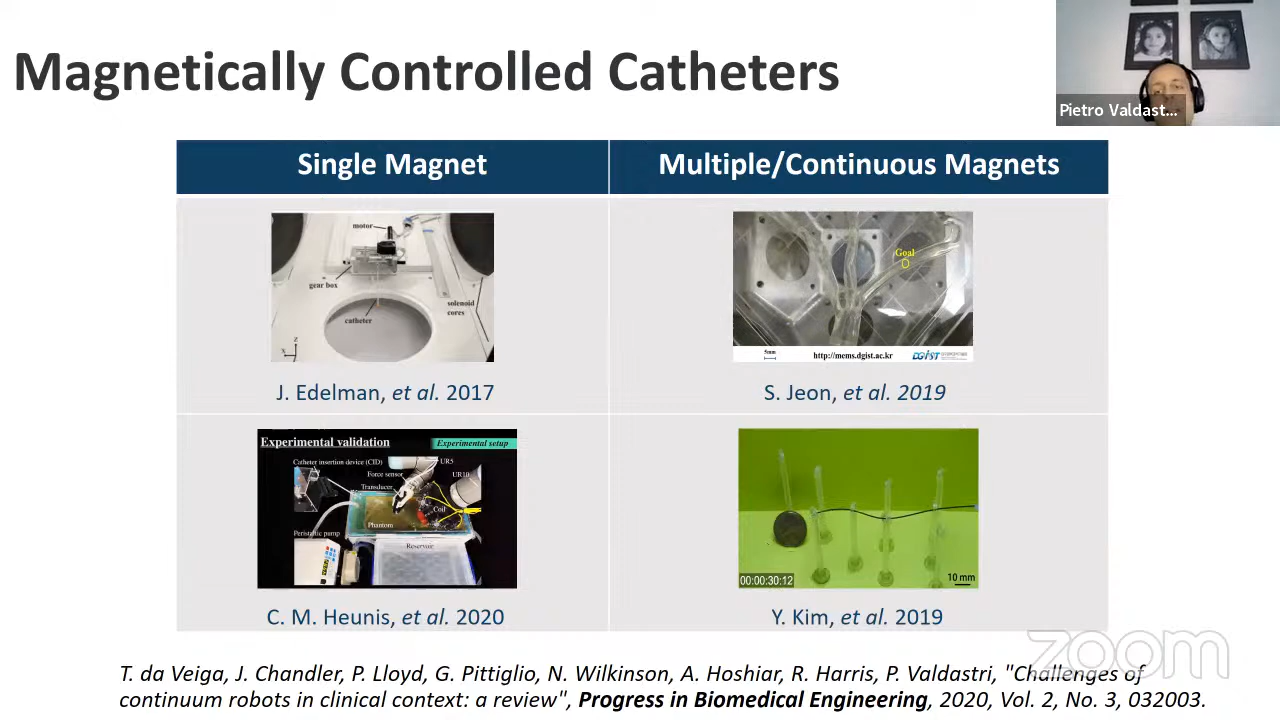 Magnetically Controlled Catheters
Pietro Valdast...
Single Magnet
Multiple/Continuous Magnets
motor
gear box
catheter
solenoid
cores
Goal
5mm
http://mems.dgist.ac.kr
DGIST
J. Edelman, et al. 2017
S. Jeon, et al. 2019
Experimental validation
Experimental setup
Catheter insertion device (CID)
UR5
Force sensor
UR10
Transducer
Coil
Phantom
Peristaltic pump
Reservoir
00:00:30:12
10 mm
C. M. Heunis, et al. 2020
Y. Kim, et al. 2019
zoom
T. da Veiga, J. Chandler, P. Lloyd, G. Pittiglio, N. Wilkinson, A. Hoshiar, R. Harris, P. Valdastri, "Challenges of
continuum robots in clinical context: a review", Progress in Biomedical Engineering, 2020, Vol. 2, No. 3, 032003.